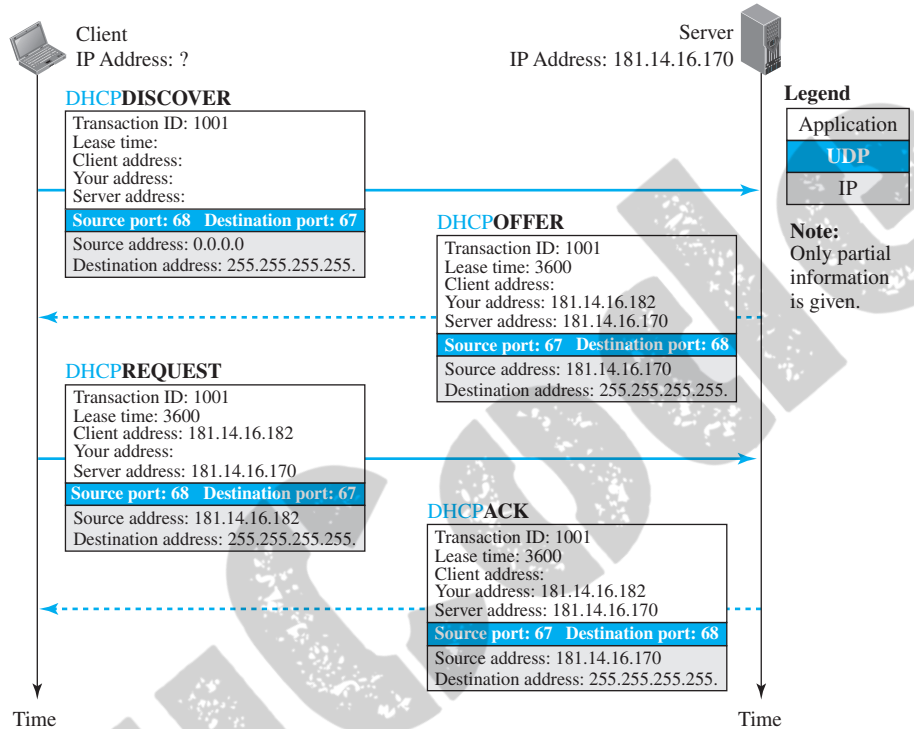 Client
IP Address: ?
Server
IP Address: 181.14.16.170
DHCPDISCOVER
Transaction ID: 1001
Lease time:
Client address:
Your address:
Server address:
Source port: 68 Destination port: 67
Source address: 0.0.0.0
Destination address: 255.255.255.255.
Legend
Application
UDP
IP
Note:
Only partial
information
is given.
DHCPOFFER
Transaction ID: 1001
Lease time: 3600
Client address:
Your address: 181.14.16.182
Server address: 181.14.16.170
Source port: 67 Destination port: 68
Source address: 181.14.16.170
Destination address: 255.255.255.255.
DHCPREQUEST
Transaction ID: 1001
Lease time: 3600
Client address: 181.14.16.182
Your address:
Server address: 181.14.16.170
Source port: 68 Destination port: 67
Source address: 181.14.16.182
Destination address: 255.255.255.255.
DHCPACK
Transaction ID: 1001
Lease time: 3600
Client address:
Your address: 181.14.16.182
Server address: 181.14.16.170
Source port: 67 Destination port: 68
Source address: 181.14.16.170
Destination address: 255.255.255.255.
Time
Time